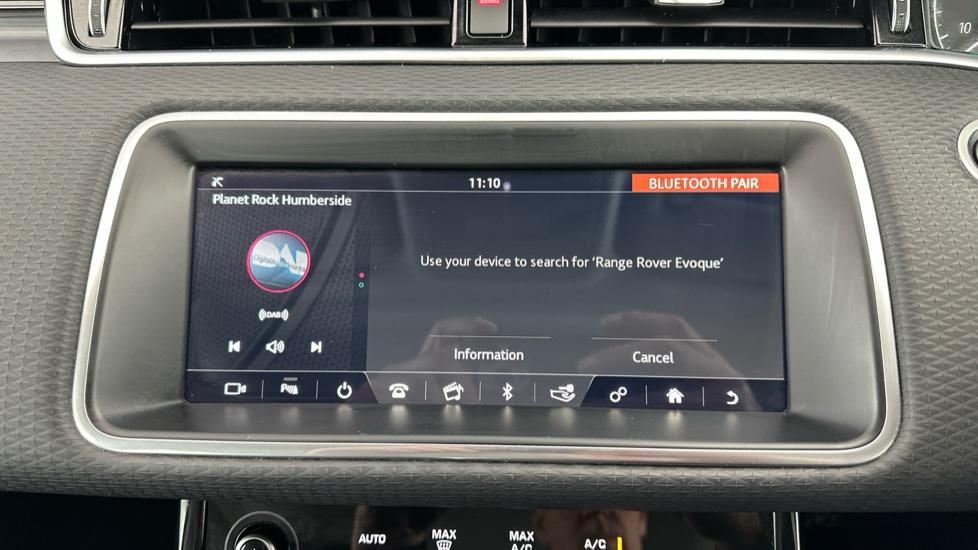 10
11:10
BLUETOOTH PAIR
Planet Rock Humberside
Use your device to search for ‘Range Rover Evoque’
DAB
Information
Cancel
AUTO
MAX
MAX
A/C
A/C